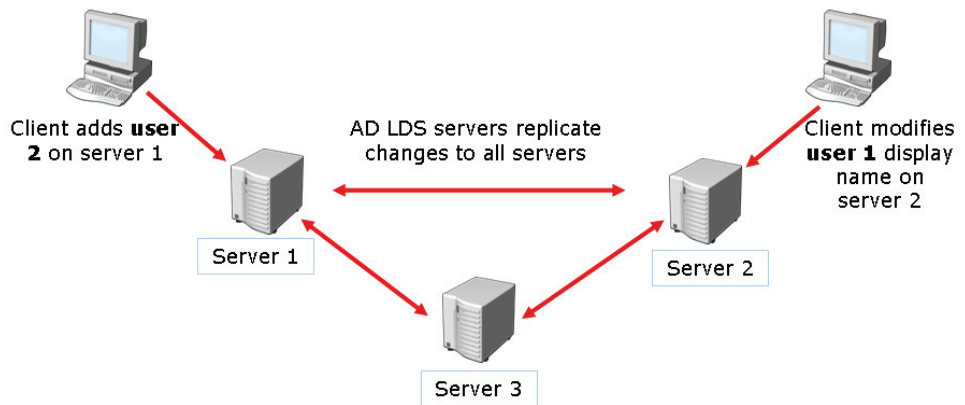 Client adds user
2 on server 1
AD LDS servers replicate
changes to all servers
Client modifies
user 1 display
name on
server 2
Server 1
Server 2
Server 3